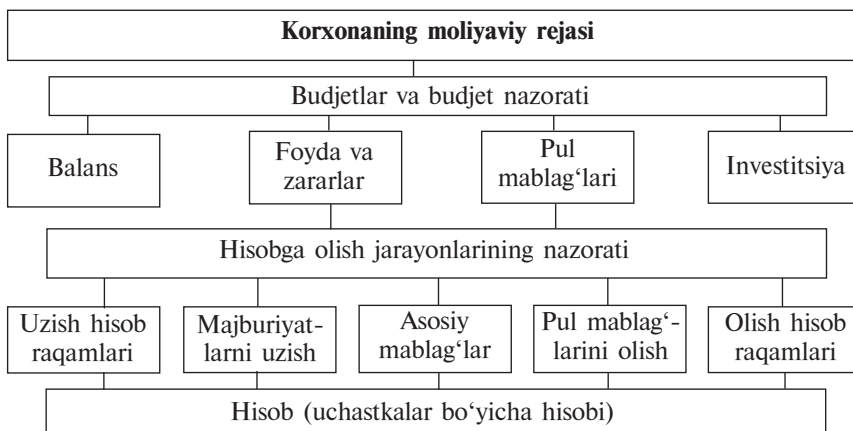 Korxonaning moliyaviy rejasi
Budjetlar va budjet nazorati
Balans
Foyda va
zararlar
Pul
mablag‘lari
Investitsiya
Hisobga olish jarayonlarining nazorati
Uzish hisob
raqamlari
Majburiyat-
larni uzish
Asosiy
mablag‘lar
Pul mablag‘-
larini olish
Olish hisob
raqamlari
Hisob (uchastkalar bo‘yicha hisobi)